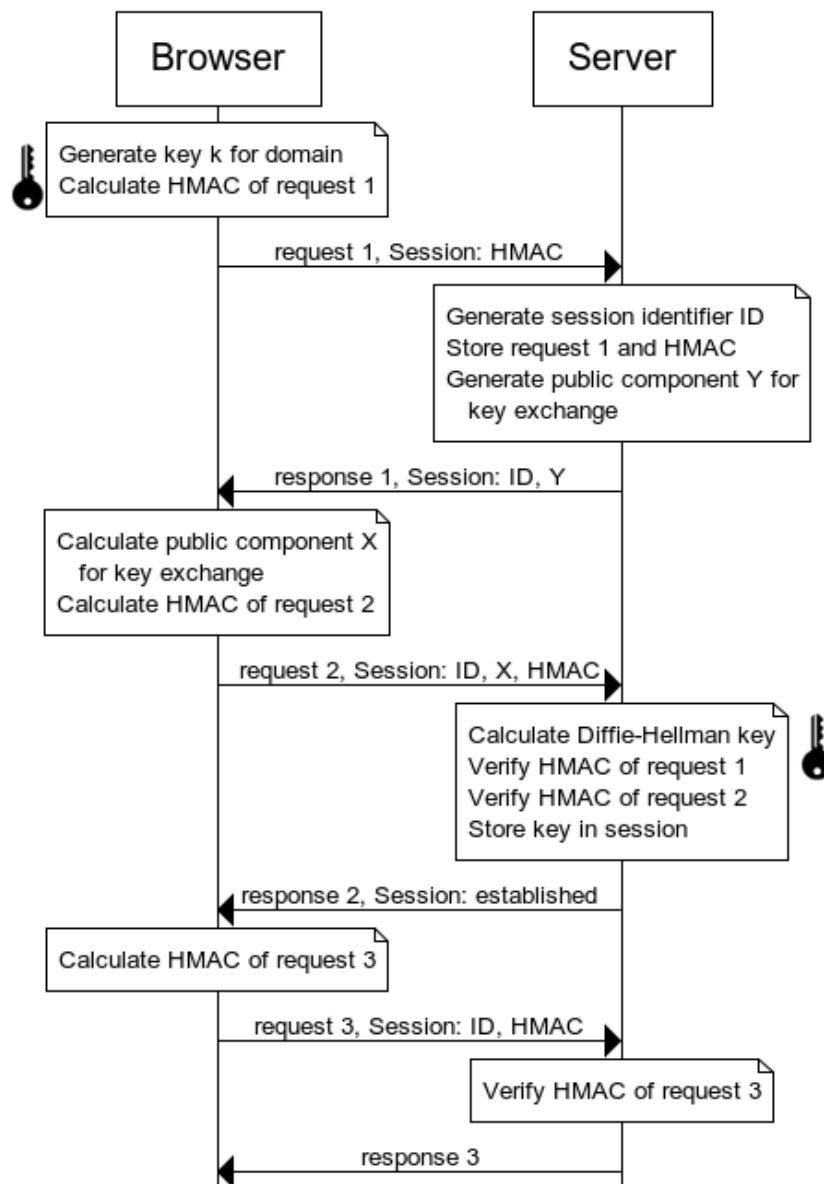 Browser
Server
Generate key k for domain
Calculate HMAC of request 1
request 1, Session: HMAC
Generate session identifier ID
Store request 1 and HMAC
Generate public component Y for
key exchange
response 1, Session: ID, Y
Calculate public component X
for key exchange
Calculate HMAC of request 2
request 2, Session: ID, X, HMAC
Calculate Diffie-Hellman key
Verify HMAC of request 1
Verify HMAC of request 2
Store key in session
response 2, Session: established
Calculate HMAC of request 3
request 3, Session: ID, HMAC
Verify HMAC of request 3
response 3